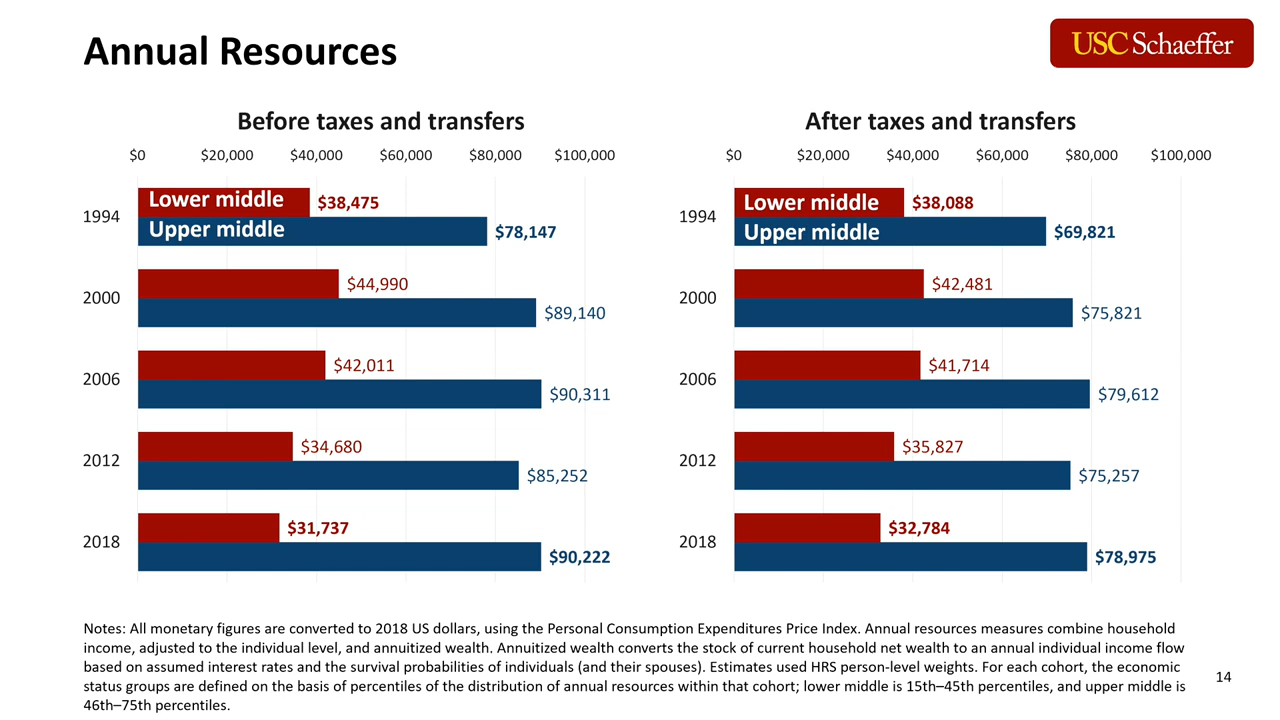 Annual Resources
USC Schaeffer
Before taxes and transfers
$0 $20,000 $40,000 $60,000 $80,000 $100,000
1994
Lower middle $38,475
Upper middle $78,147
2000
$44,990
$89,140
2006
$42,011
$90,311
2012
$34,680
$85,252
2018
$31,737
$90,222
After taxes and transfers
$0 $20,000 $40,000 $60,000 $80,000 $100,000
1994
Lower middle $38,088
Upper middle $69,821
2000
$42,481
$75,821
2006
$41,714
$79,612
2012
$35,827
$75,257
2018
$32,784
$78,975
Notes: All monetary figures are converted to 2018 US dollars, using the Personal Consumption Expenditures Price Index. Annual resources measures combine household
income, adjusted to the individual level, and annuitized wealth. Annuitized wealth converts the stock of current household net wealth to an annual individual income flow
based on assumed interest rates and the survival probabilities of individuals (and their spouses). Estimates used HRS person-level weights. For each cohort, the economic
status groups are defined on the basis of percentiles of the distribution of annual resources within that cohort; lower middle is 15th–45th percentiles, and upper middle is
46th–75th percentiles.
14